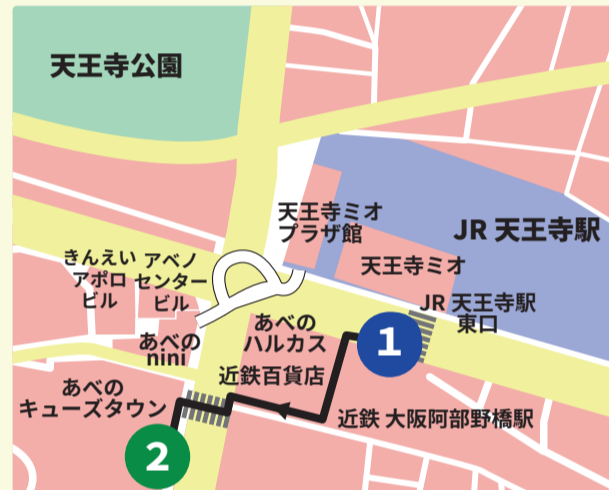 天王寺公園
天王寺ミオ
プラザ館
JR 天王寺駅
天王寺ミオ
きんえい
アポロ
ビル
アベノ
センター
ビル
JR 天王寺駅
東口
あべの
nini
あべの
ハルカス
近鉄百貨店
1
あべの
キューズタウン
近鉄 大阪阿部野橋駅
2